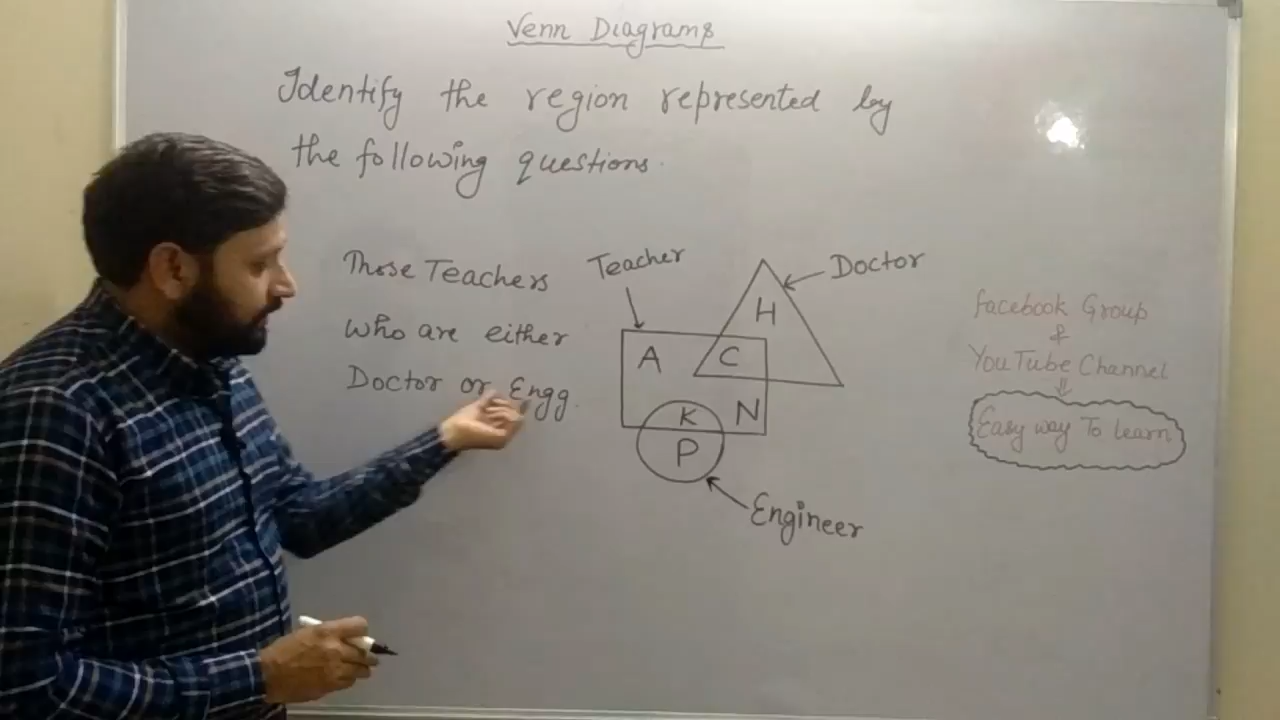 Venn Diagrams
Identify the region represented by
the following questions.
Those Teachers
who are either
Doctor or Engg.
Teacher
Doctor
H
A
C
K
N
P
Engineer
facebook Group
&
YouTube Channel
⇓
Easy way To learn